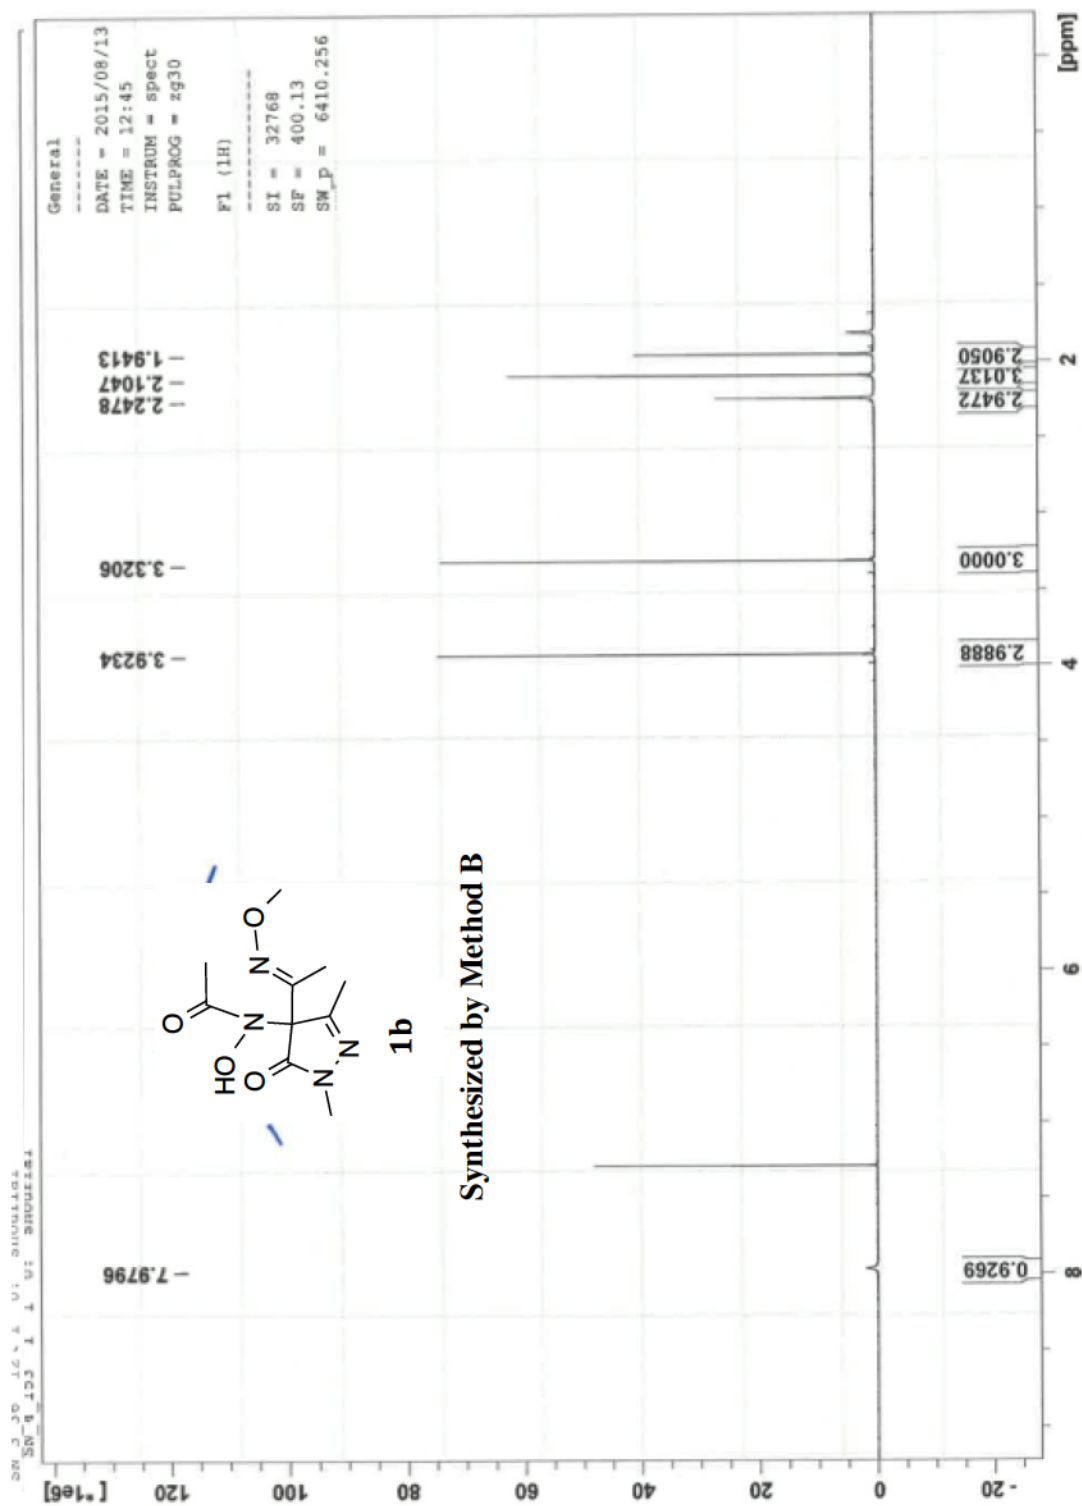 General
-------
DATE = 2015/08/13
TIME = 12:45
INSTRUM = spect
PULPROG = zg30
F1 (1H)
-------------
SI = 32768
SF = 400.13
SW_p = 6410.256
7.9796
3.9234
3.3206
2.2478
2.1047
1.9413
O
HO
N
N
O
O
N
N
1b
Synthesized by Method B
0.9269
2.9888
3.0000
2.9472
3.0137
2.9050
[*1e6]
120
100
80
60
40
20
0
-20
8
6
4
2
[ppm]